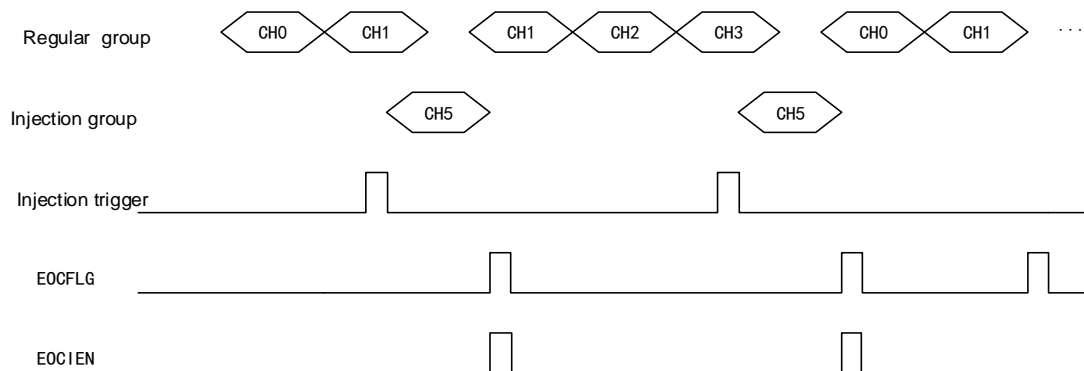 Regular group CH0 CH1 CH1 CH2 CH3 CH0 CH1 ...
Injection group CH5 CH5
Injection trigger
EOCFLG
EOCIEN